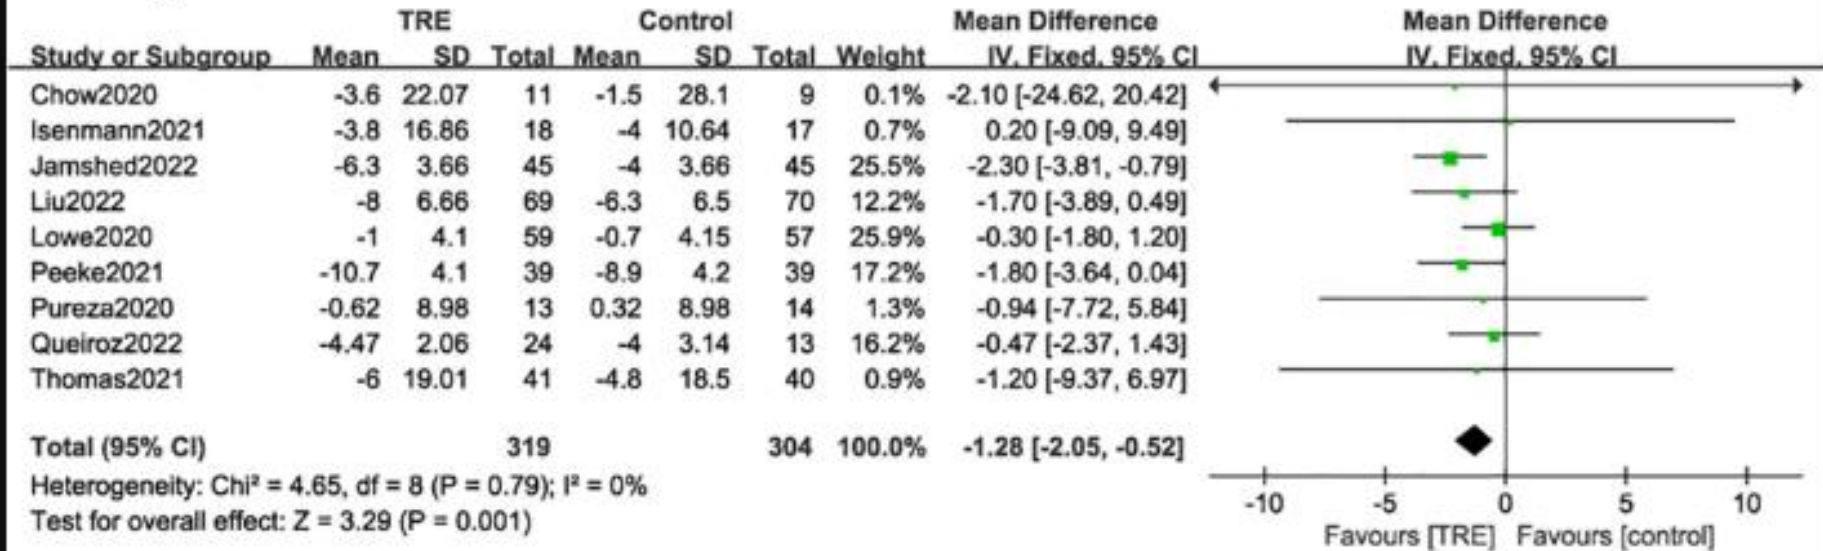 TRE Control Mean Difference Mean Difference
Study or Subgroup Mean SD Total Mean SD Total Weight IV, Fixed, 95% CI IV, Fixed, 95% CI
Chow2020 -3.6 22.07 11 -1.5 28.1 9 0.1% -2.10 [-24.62, 20.42]
Isenmann2021 -3.8 16.86 18 -4 10.64 17 0.7% 0.20 [-9.09, 9.49]
Jamshed2022 -6.3 3.66 45 -4 3.66 45 25.5% -2.30 [-3.81, -0.79]
Liu2022 -8 6.66 69 -6.3 6.5 70 12.2% -1.70 [-3.89, 0.49]
Lowe2020 -1 4.1 59 -0.7 4.15 57 25.9% -0.30 [-1.80, 1.20]
Peeke2021 -10.7 4.1 39 -8.9 4.2 39 17.2% -1.80 [-3.64, 0.04]
Pureza2020 -0.62 8.98 13 0.32 8.98 14 1.3% -0.94 [-7.72, 5.84]
Queiroz2022 -4.47 2.06 24 -4 3.14 13 16.2% -0.47 [-2.37, 1.43]
Thomas2021 -6 19.01 41 -4.8 18.5 40 0.9% -1.20 [-9.37, 6.97]
Total (95% CI) 319 304 100.0% -1.28 [-2.05, -0.52]
Heterogeneity: Chi² = 4.65, df = 8 (P = 0.79); I² = 0%
Test for overall effect: Z = 3.29 (P = 0.001)
-10 -5 0 5 10
Favours [TRE] Favours [control]